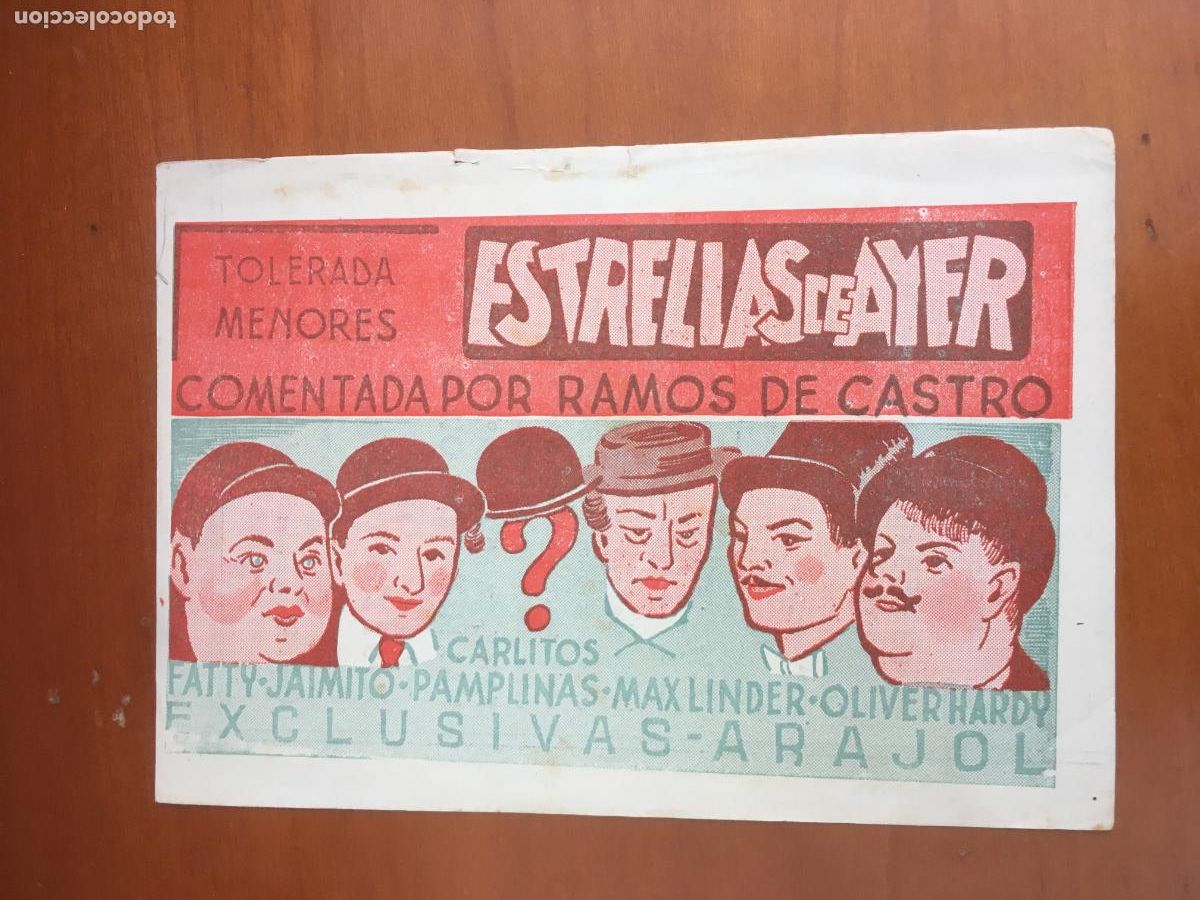 todocoleccion
TOLERADA
MENORES
ESTRELLAS DE AYER
COMENTADA POR RAMOS DE CASTRO
?
CARLITOS
FATTY·JAIMITO·PAMPLINAS·MAX LINDER·OLIVER HARDY
EXCLUSIVAS-ARAJOL